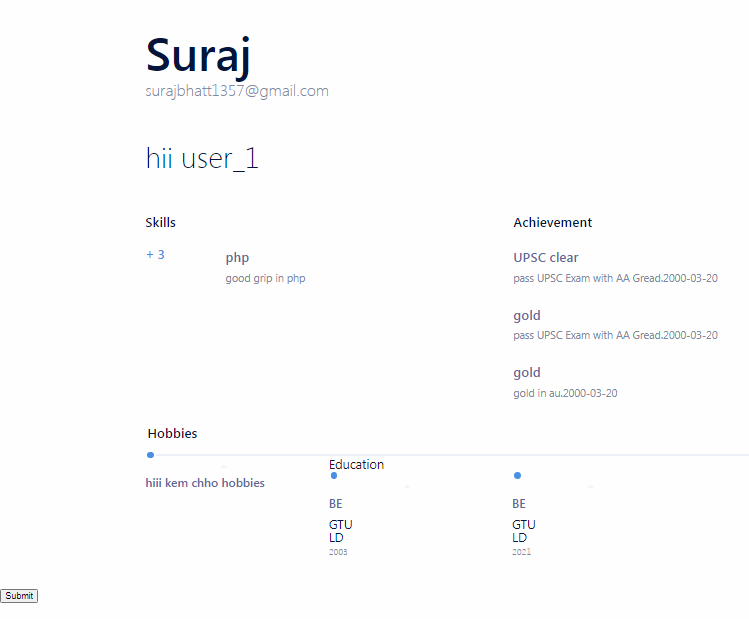 Suraj
surajbhatt1357@gmail.com
hii user_1
Skills
+ 3
php
good grip in php
Achievement
UPSC clear
pass UPSC Exam with AA Gread.2000-03-20
gold
pass UPSC Exam with AA Gread.2000-03-20
gold
gold in au.2000-03-20
Hobbies
hiii kem chho hobbies
Education
BE
GTU
LD
2003
BE
GTU
LD
2021
Submit